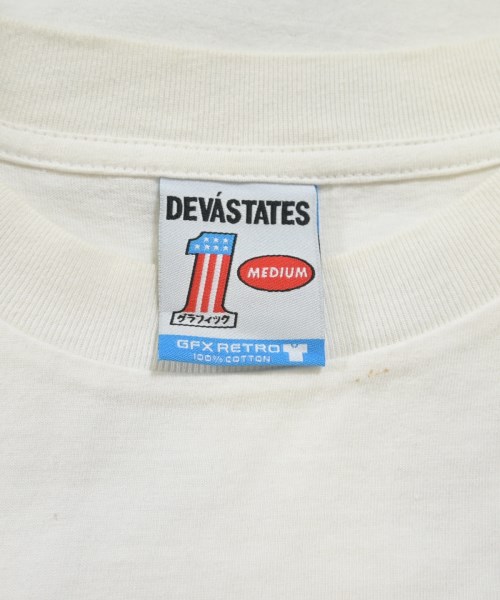 DEVÁSTATES
1
MEDIUM
グラフィック
GFX RETRO
100% COTTON